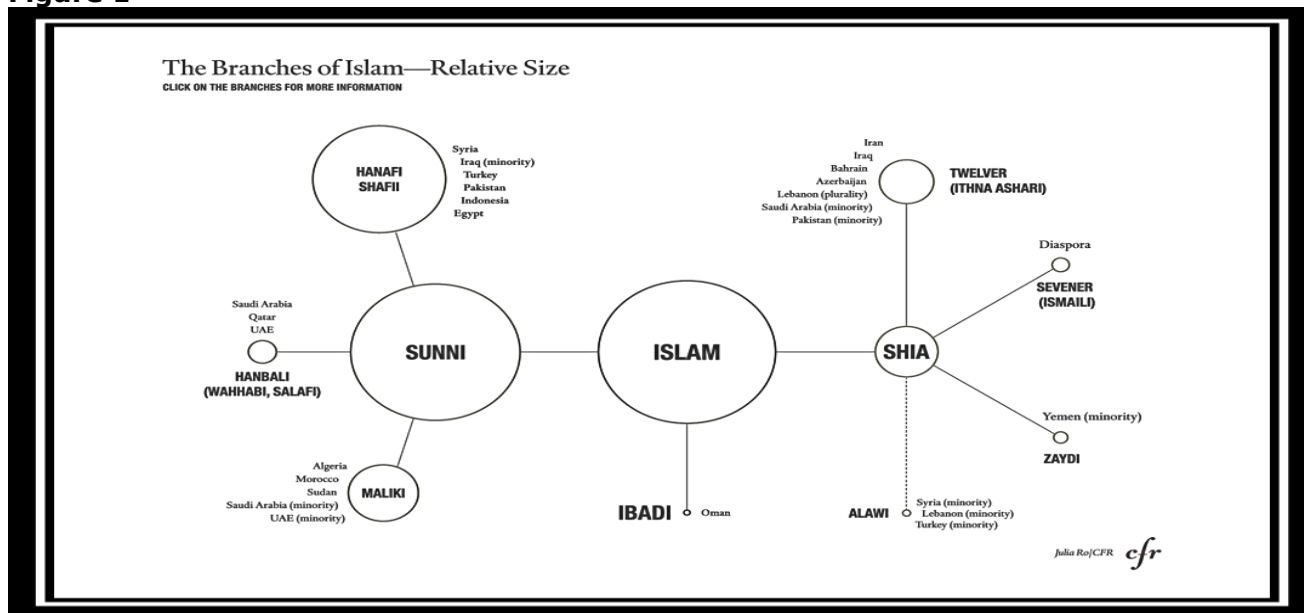 The Branches of Islam—Relative Size
CLICK ON THE BRANCHES FOR MORE INFORMATION
HANAFI
SHAFII
Syria
Iraq (minority)
Turkey
Pakistan
Indonesia
Egypt
Iran
Iraq
Bahrain
Azerbaijan
Lebanon (plurality)
Saudi Arabia (minority)
Pakistan (minority)
TWELVER
(ITHNA ASHARI)
Diaspora
SEVENER
(ISMAILI)
Saudi Arabia
Qatar
UAE
HANBALI
(WAHHABI, SALAFI)
SUNNI
ISLAM
SHIA
Yemen (minority)
ZAYDI
Algeria
Morocco
Sudan
Saudi Arabia (minority)
UAE (minority)
MALIKI
IBADI
Oman
ALAWI
Syria (minority)
Lebanon (minority)
Turkey (minority)
Julia Ro/CFR
cfr